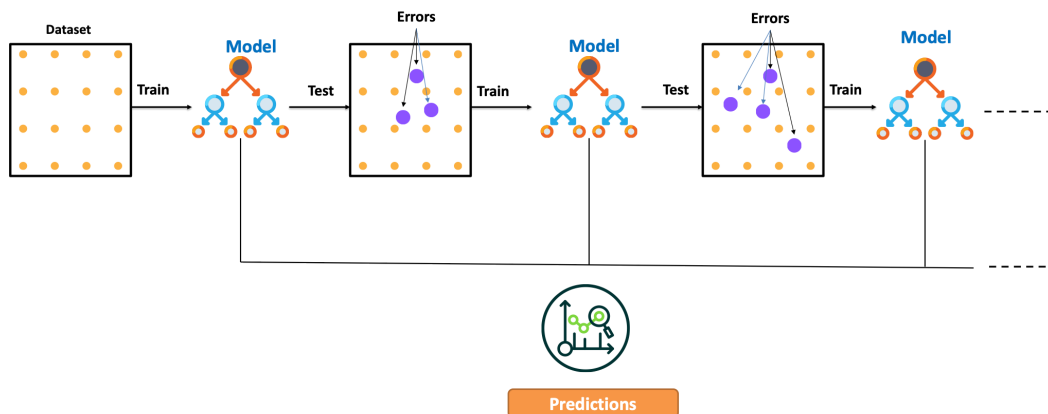 Dataset
Train
Model
Test
Errors
Train
Model
Test
Errors
Train
Model
Predictions